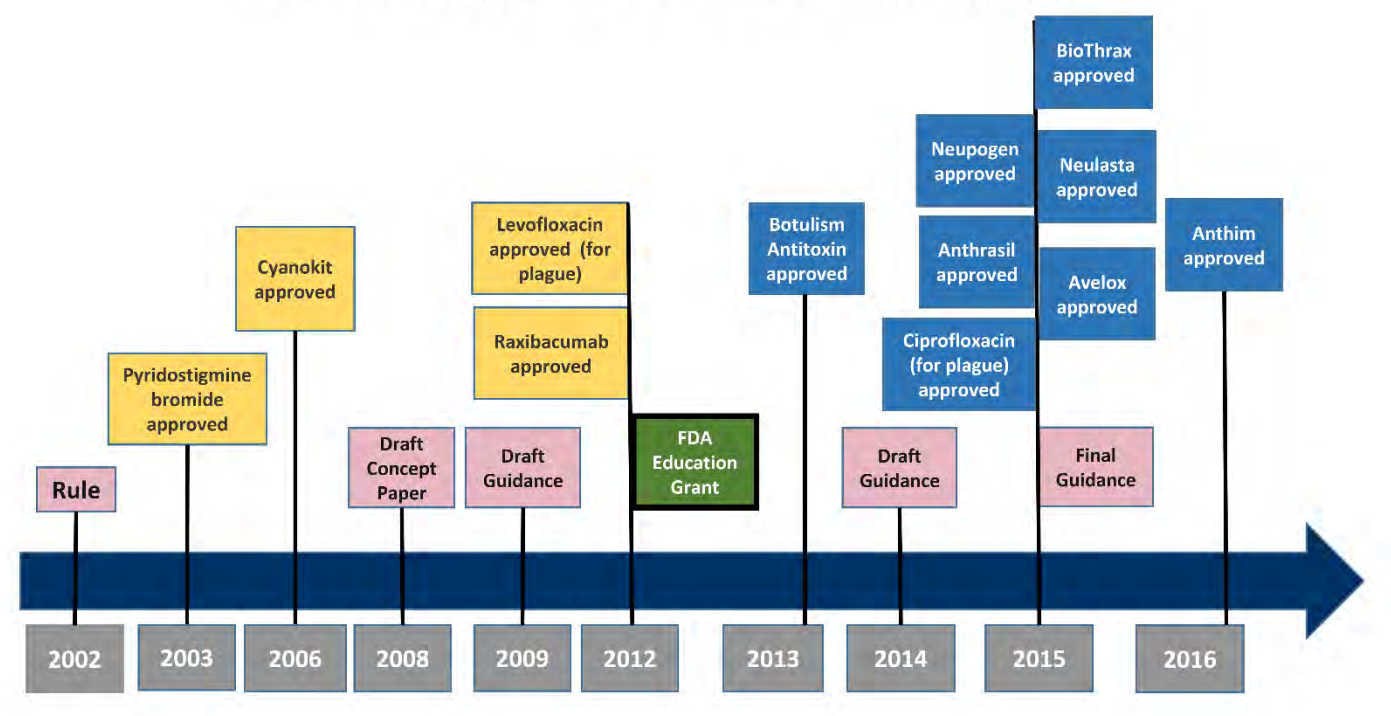 BioThrax
approved
Neupogen
approved
Neulasta
approved
Levofloxacin
approved (for
plague)
Botulism
Antitoxin
approved
Anthrasil
approved
Avelox
approved
Anthim
approved
Cyanokit
approved
Raxibacumab
approved
Ciprofloxacin
(for plague)
approved
Pyridostigmine
bromide
approved
Rule
Draft
Concept
Paper
Draft
Guidance
FDA
Education
Grant
Draft
Guidance
Final
Guidance
2002
2003
2006
2008
2009
2012
2013
2014
2015
2016